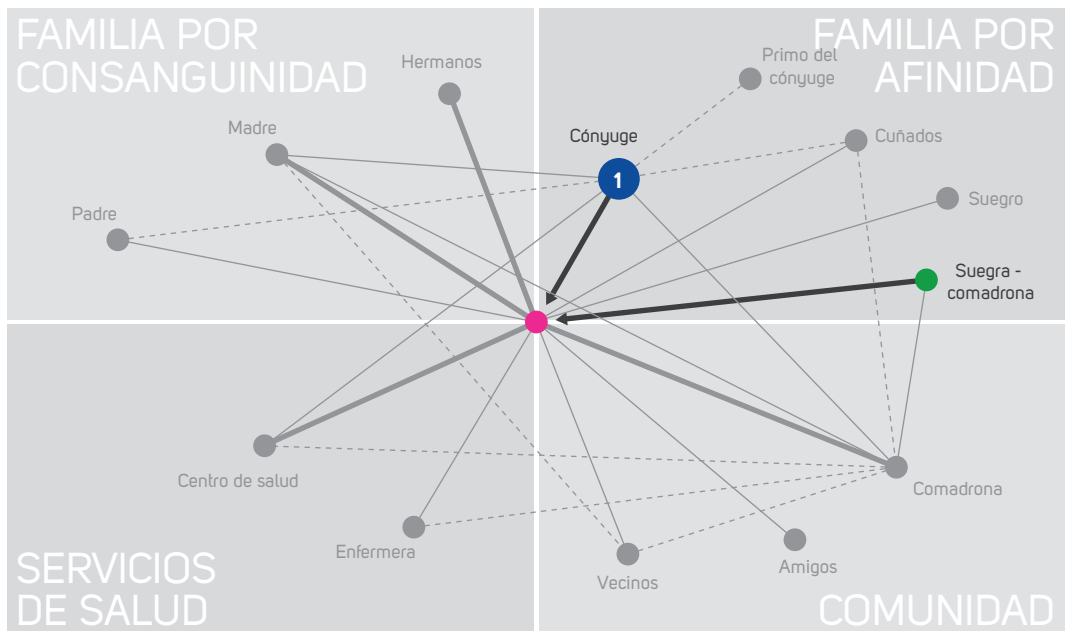 FAMILIA POR
CONSANGUINIDAD
FAMILIA POR
AFINIDAD
Hermanos
Primo del
cónyuge
Madre
Cónyuge
Cuñados
1
Padre
Suegro
Suegra -
comadrona
Centro de salud
Comadrona
Enfermera
Vecinos
Amigos
SERVICIOS
DE SALUD
COMUNIDAD